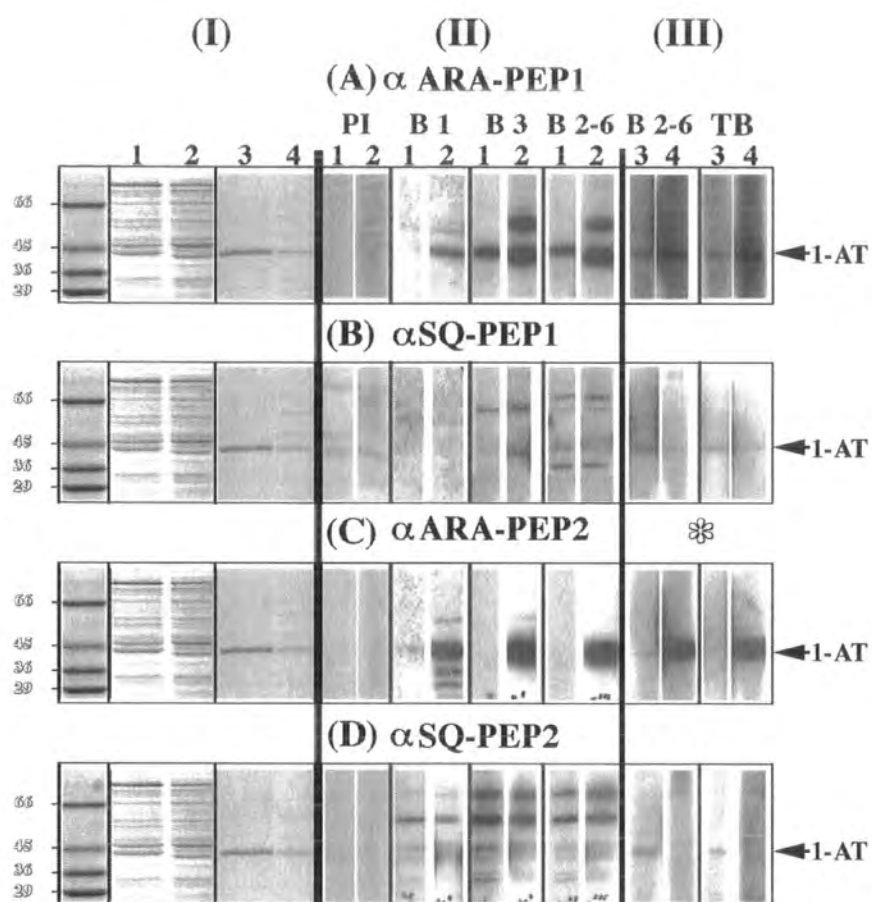 (I) (II) (III)
(A) α ARA-PEP1
PI B 1 B 3 B 2-6 B 2-6 TB
1 2 3 4 1 2 1 2 1 2 1 2 3 4 3 4
66
45
36
29
1-AT
(B) αSQ-PEP1
66
45
36
29
1-AT
(C) αARA-PEP2 ✻
66
45
36
29
1-AT
(D) αSQ-PEP2
66
45
36
29
1-AT